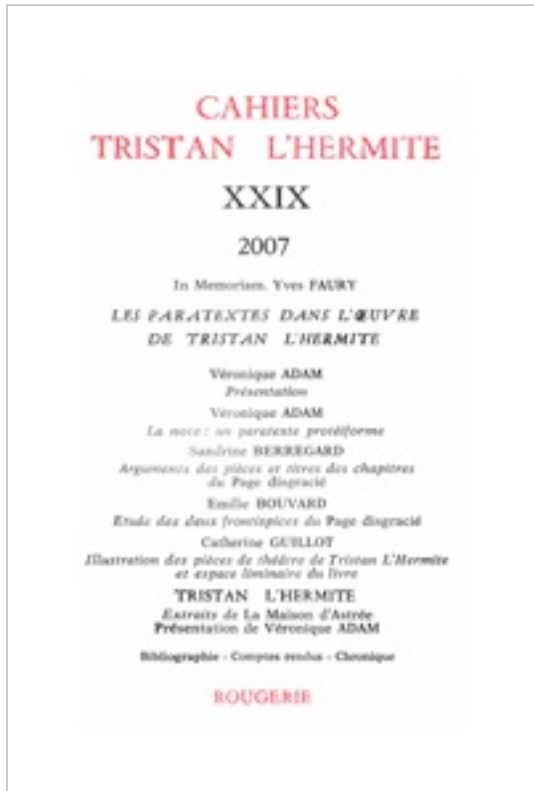 CAHIERS
TRISTAN L'HERMITE
XXIX
2007
In Memoriam. Yves FAURY
LES PARATEXTES DANS L'ŒUVRE
DE TRISTAN L'HERMITE
Véronique ADAM
Présentation
Véronique ADAM
La note : un paratexte protéiforme
Sandrine BERREGARD
Arguments des pièces et titres des chapitres
du Page disgracié
Emilie BOUVARD
Etude des deux frontispices du Page disgracié
Catherine GUILLOT
Illustration des pièces de théâtre de Tristan L'Hermite
et espace liminaire du livre
TRISTAN L'HERMITE
Extraits de La Maison d'Astrée
Présentation de Véronique ADAM
Bibliographie - Comptes rendus - Chronique
ROUGERIE